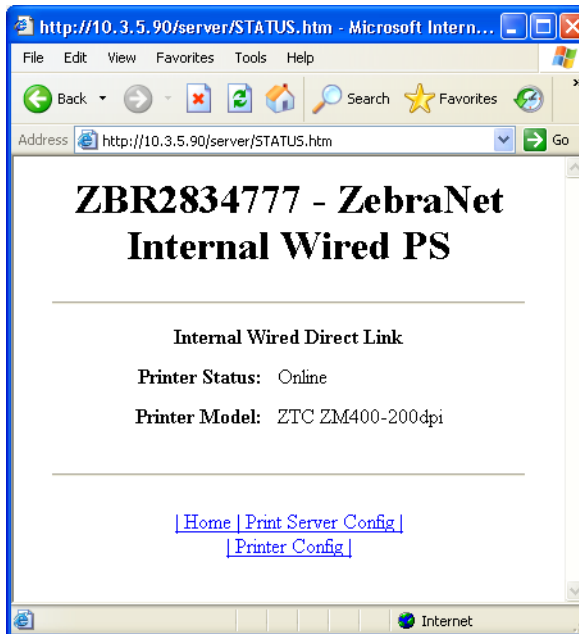 http://10.3.5.90/server/STATUS.htm - Microsoft Intern...
File Edit View Favorites Tools Help
Back Search Favorites »
Address http://10.3.5.90/server/STATUS.htm Go
ZBR2834777 - ZebraNet
Internal Wired PS
Internal Wired Direct Link
Printer Status: Online
Printer Model: ZTC ZM400-200dpi
| Home | Print Server Config |
| Printer Config |
Internet